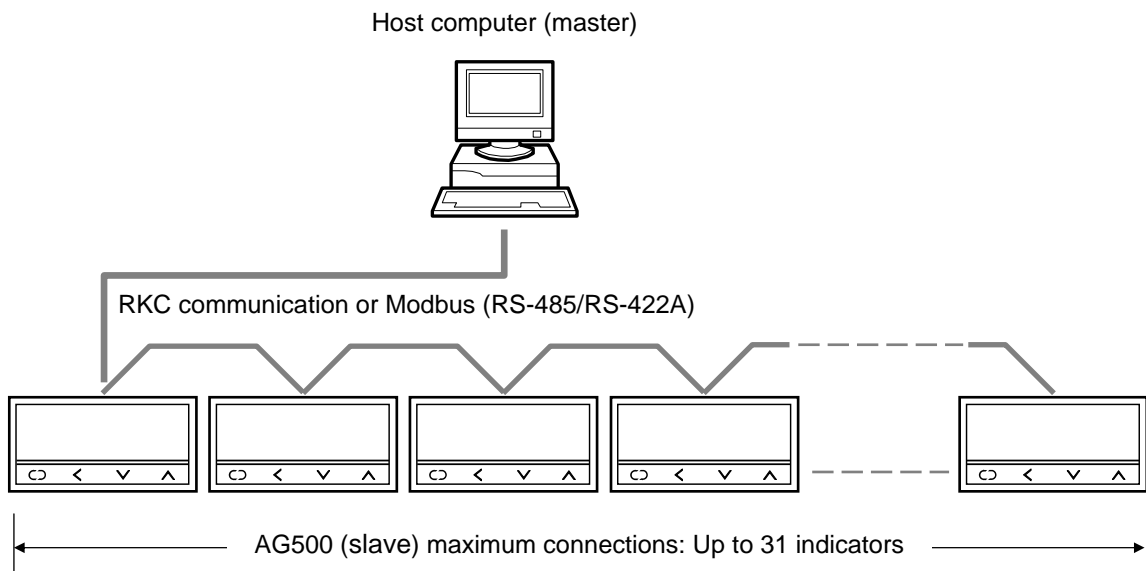 Host computer (master)
RKC communication or Modbus (RS-485/RS-422A)
AG500 (slave) maximum connections: Up to 31 indicators